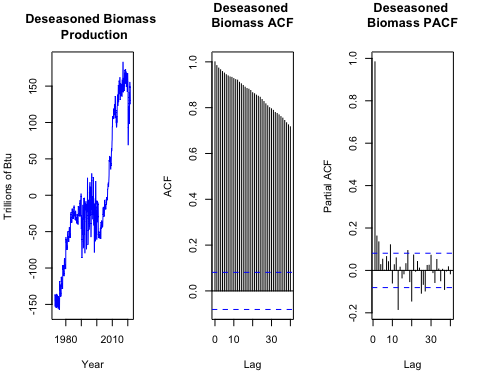 Deseasoned Biomass
Production
Trillions of Btu
150
100
50
0
-50
-100
-150
1980
2010
Year
Deseasoned
Biomass ACF
ACF
1.0
0.8
0.6
0.4
0.2
0.0
0
10
30
Lag
Deseasoned
Biomass PACF
Partial ACF
1.0
0.8
0.6
0.4
0.2
0.0
-0.2
0
10
30
Lag